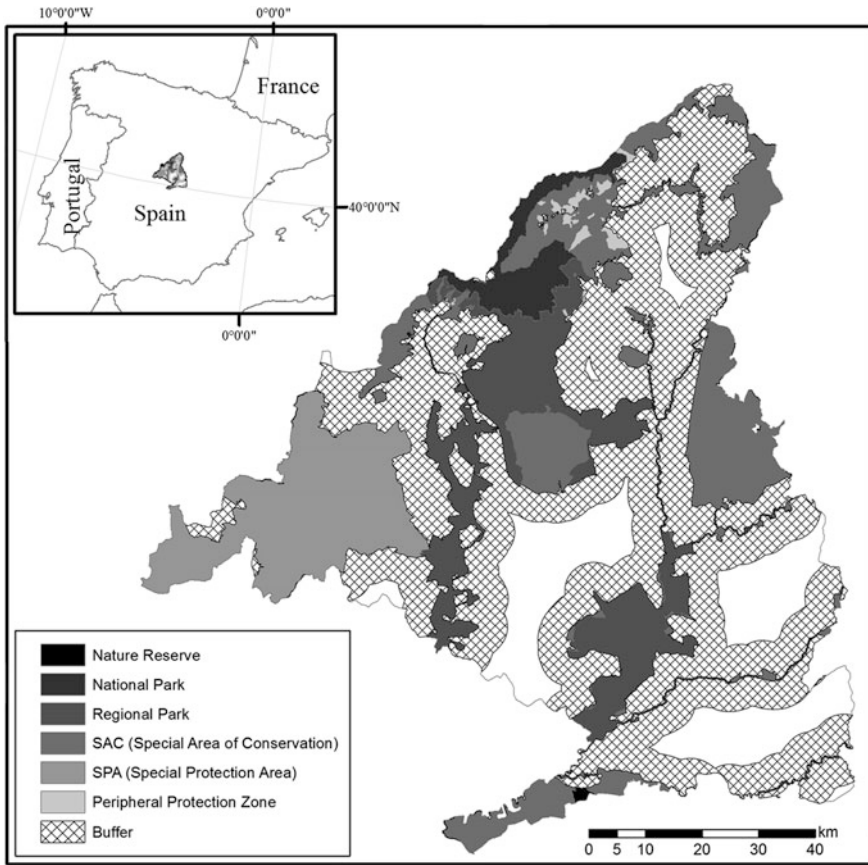 10°0'0"W
0°0'0"
France
Portugal
Spain
40°0'0"N
0°0'0"
Nature Reserve
National Park
Regional Park
SAC (Special Area of Conservation)
SPA (Special Protection Area)
Peripheral Protection Zone
Buffer
km
0 5 10 20 30 40